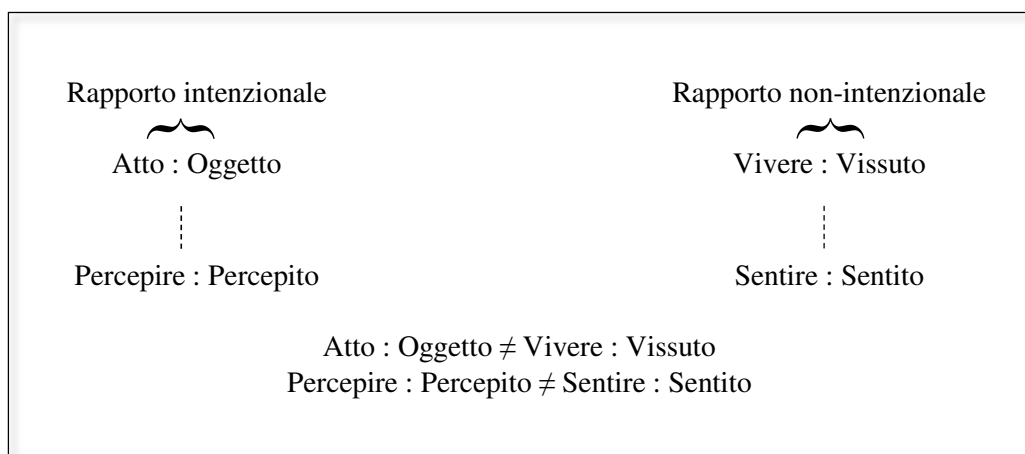 Rapporto intenzionale Rapporto non-intenzionale
Atto : Oggetto Vivere : Vissuto
Percepire : Percepito Sentire : Sentito
Atto : Oggetto ≠ Vivere : Vissuto
Percepire : Percepito ≠ Sentire : Sentito